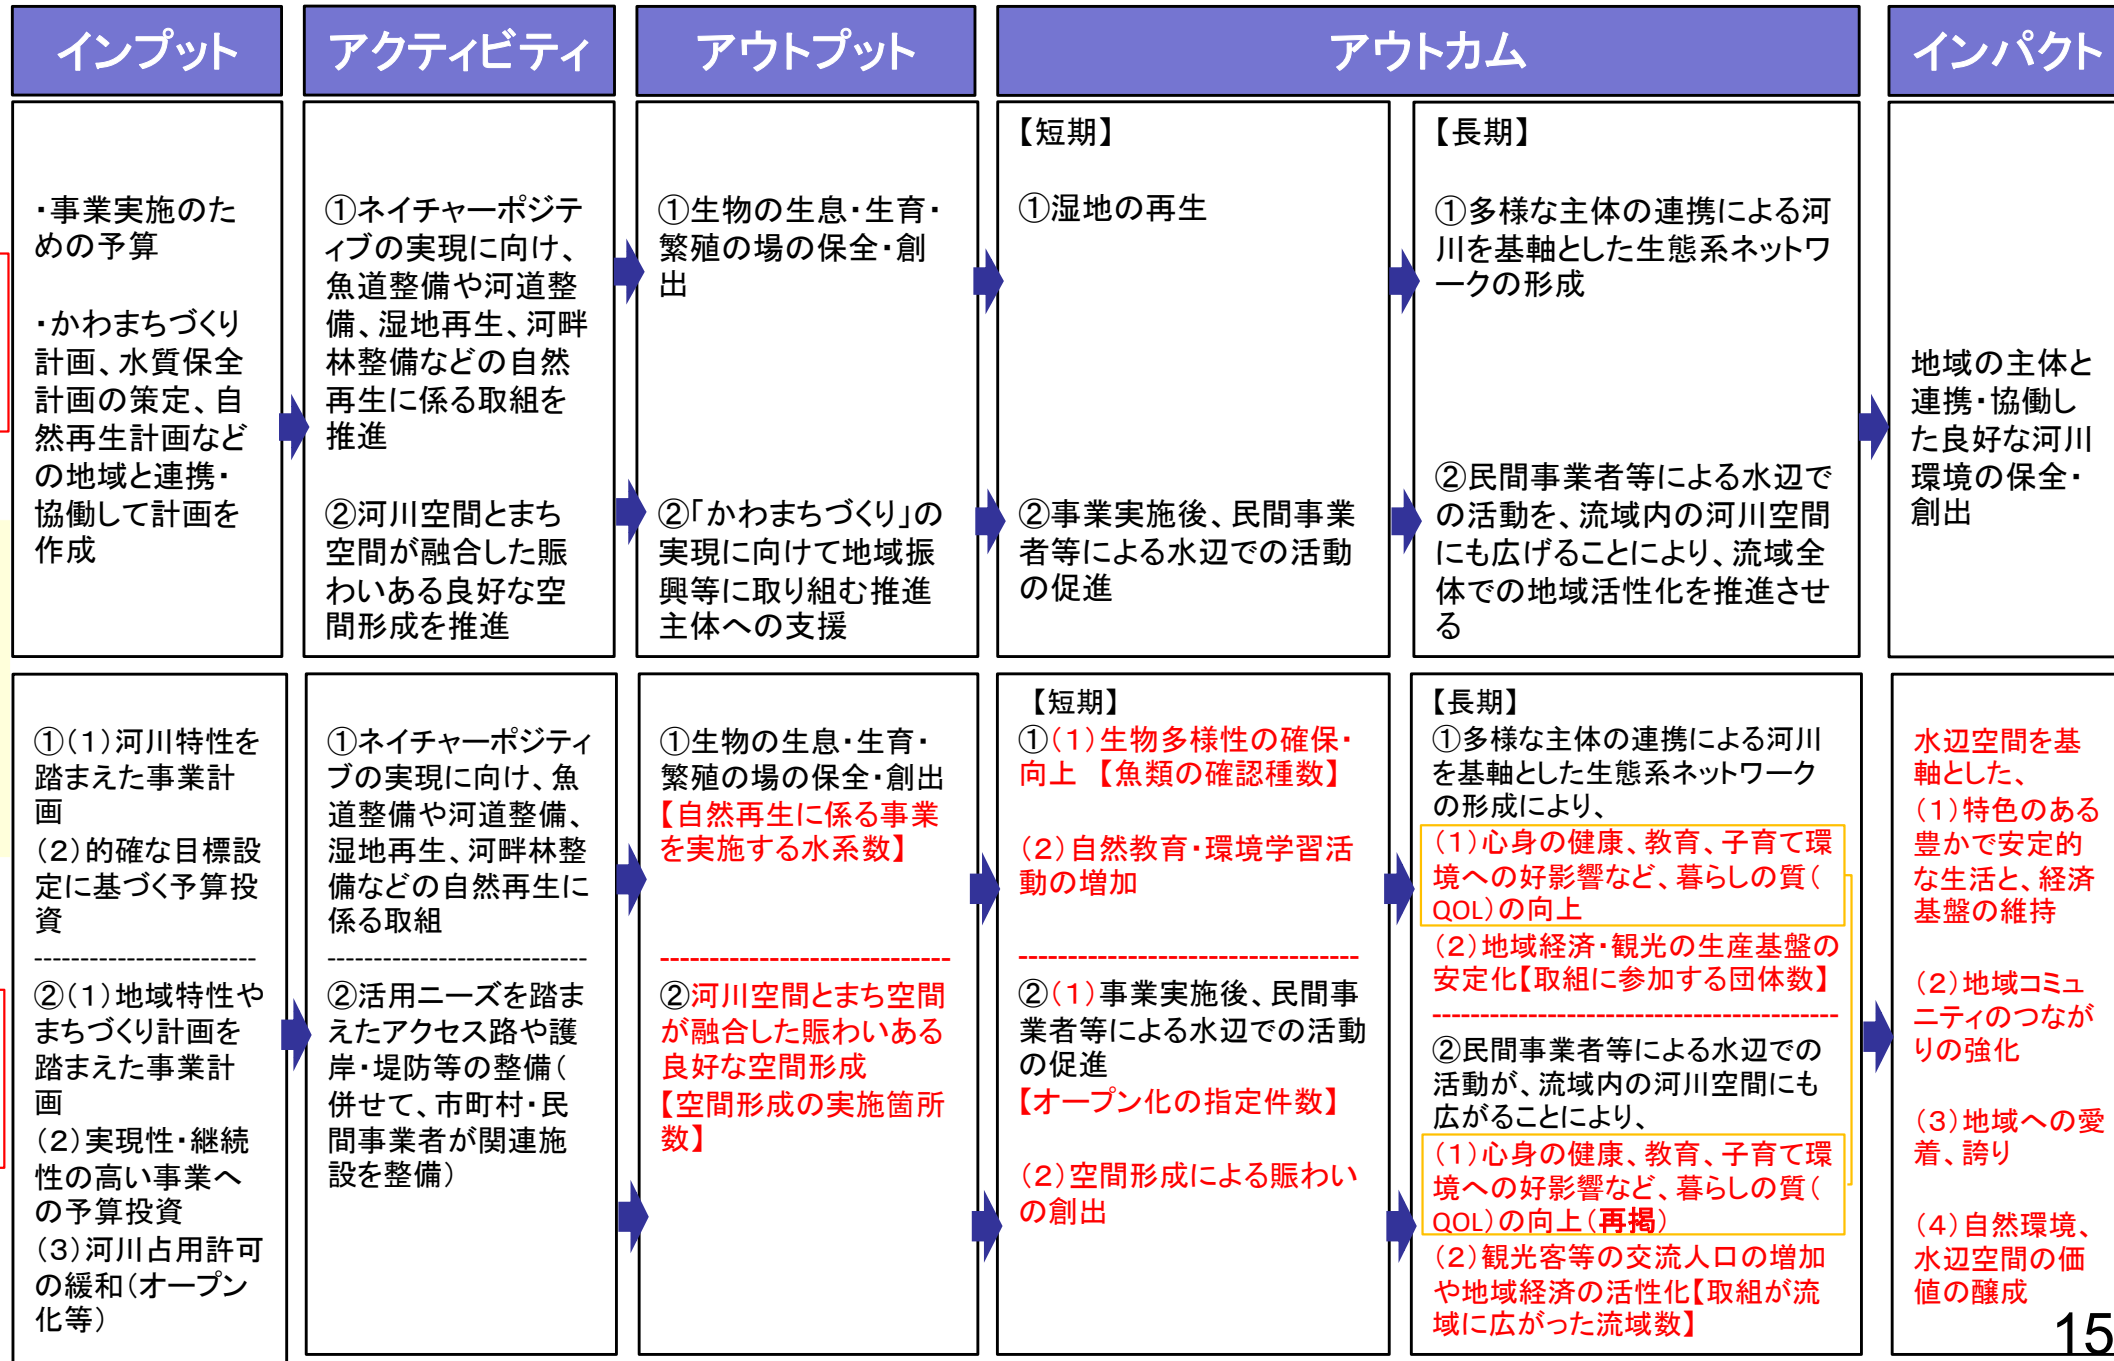 インプット
アクティビティ
アウトプット
アウトカム
インパクト
・事業実施のた
めの予算
・かわまちづくり
計画、水質保全
計画の策定、自
然再生計画など
の地域と連携・
協働して計画を
作成
①ネイチャーポジテ
ィブの実現に向け、
魚道整備や河道整
備、湿地再生、河畔
林整備などの自然
再生に係る取組を
推進
②河川空間とまち
空間が融合した賑
わいある良好な空
間形成を推進
①生物の生息・生育・
繁殖の場の保全・創
出
②「かわまちづくり」の
実現に向けて地域振
興等に取り組む推進
主体への支援
【短期】
①湿地の再生
②事業実施後、民間事業
者等による水辺での活動
の促進
【長期】
①多様な主体の連携による河
川を基軸とした生態系ネットワ
ークの形成
②民間事業者等による水辺で
の活動を、流域内の河川空間
にも広げることにより、流域全
体での地域活性化を推進させ
る
地域の主体と
連携・協働し
た良好な河川
環境の保全・
創出
①(1)河川特性を
踏まえた事業計
画
(2)的確な目標設
定に基づく予算投
資
②(1)地域特性や
まちづくり計画を
踏まえた事業計
画
(2)実現性・継続
性の高い事業へ
の予算投資
(3)河川占用許可
の緩和(オープン
化等)
①ネイチャーポジティ
ブの実現に向け、魚
道整備や河道整備、
湿地再生、河畔林整
備などの自然再生に
係る取組
②活用ニーズを踏ま
えたアクセス路や護
岸・堤防等の整備(
併せて、市町村・民
間事業者が関連施
設を整備)
①生物の生息・生育・
繁殖の場の保全・創出
【自然再生に係る事業
を実施する水系数】
②河川空間とまち空間
が融合した賑わいある
良好な空間形成
【空間形成の実施箇所
数】
【短期】
①(1)生物多様性の確保・
向上 【魚類の確認種数】
(2)自然教育・環境学習活
動の増加
②(1)事業実施後、民間事
業者等による水辺での活動
の促進
【オープン化の指定件数】
(2)空間形成による賑わい
の創出
【長期】
①多様な主体の連携による河川
を基軸とした生態系ネットワーク
の形成により、
(1)心身の健康、教育、子育て環
境への好影響など、暮らしの質(
QOL)の向上
(2)地域経済・観光の生産基盤の
安定化【取組に参加する団体数】
②民間事業者等による水辺での
活動が、流域内の河川空間にも
広がることにより、
(1)心身の健康、教育、子育て環
境への好影響など、暮らしの質(
QOL)の向上(再掲)
(2)観光客等の交流人口の増加
や地域経済の活性化【取組が流
域に広がった流域数】
水辺空間を基
軸とした、
(1)特色のある
豊かで安定的
な生活と、経済
基盤の維持
(2)地域コミュ
ニティのつなが
りの強化
(3)地域への愛
着、誇り
(4)自然環境、
水辺空間の価
値の醸成
15